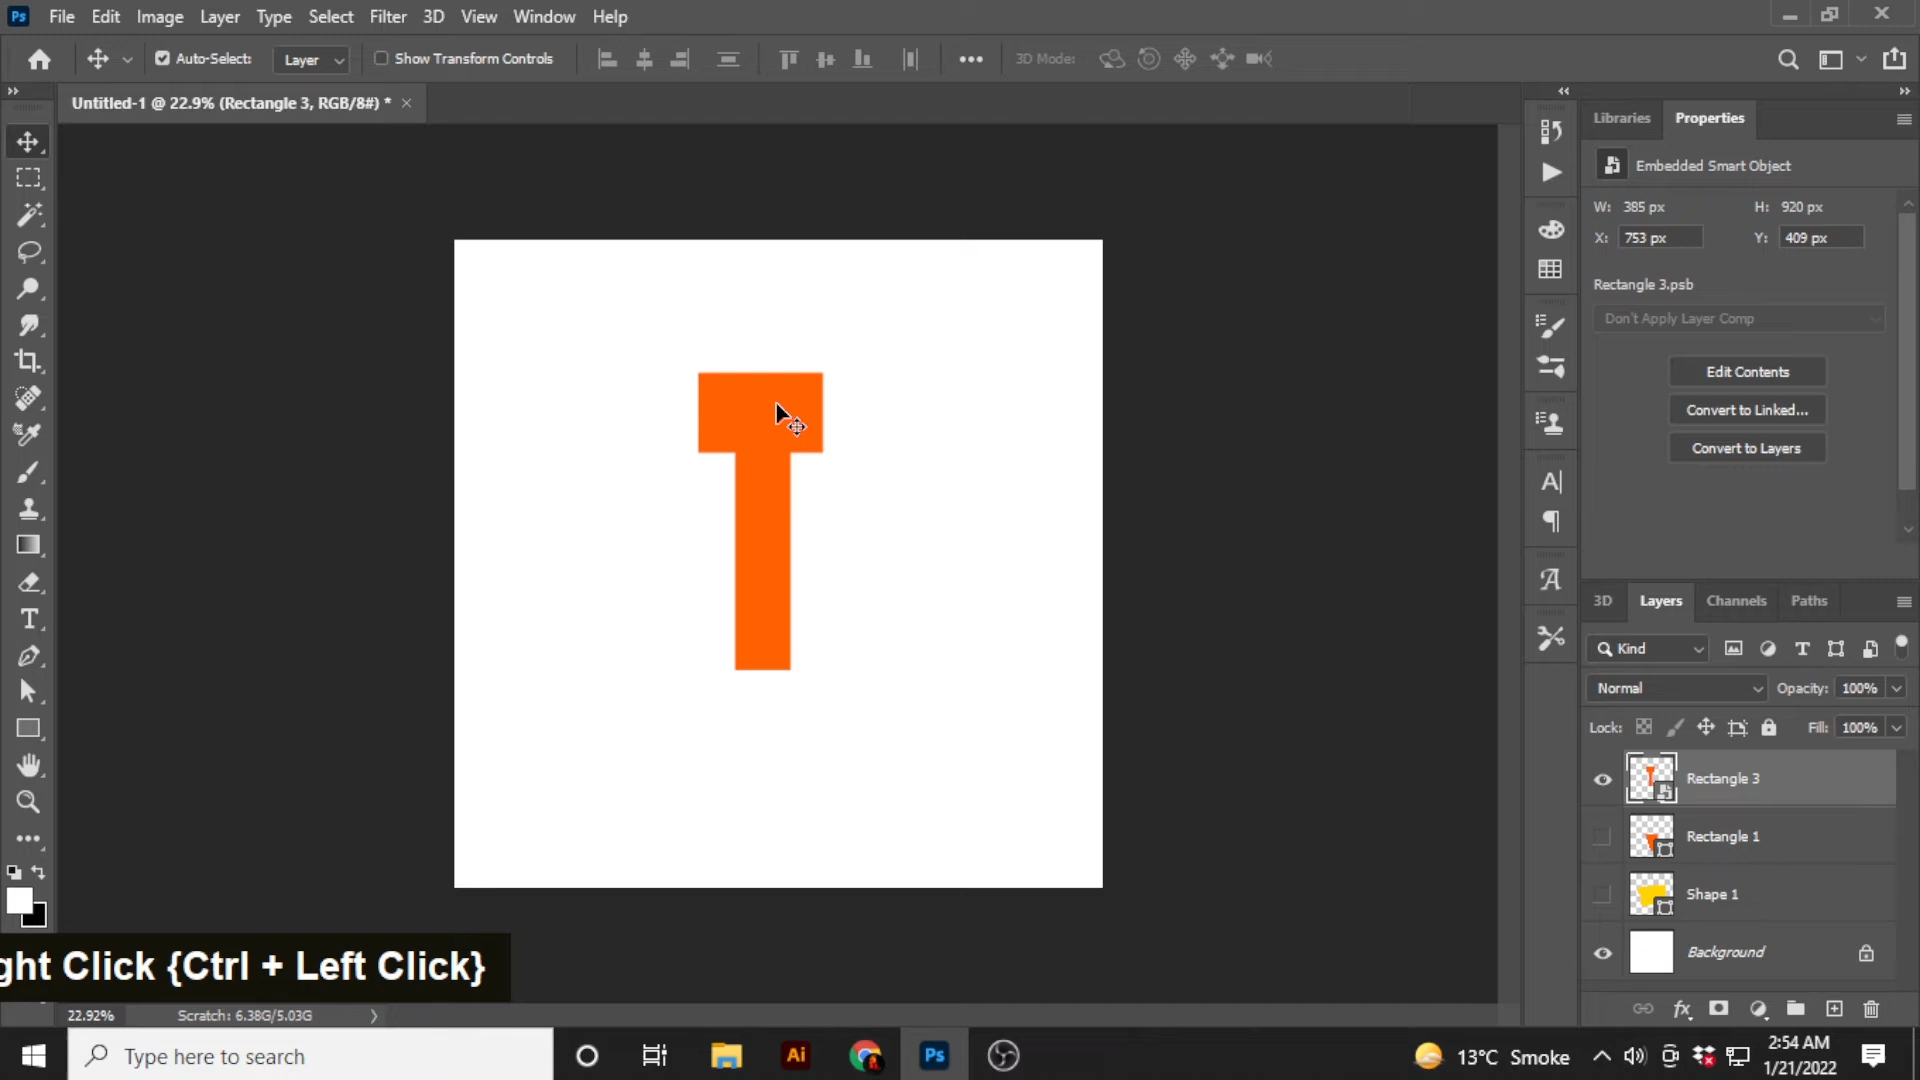 Ps File Edit Image Layer Type Select Filter 3D View Window Help
Auto-Select: Layer Show Transform Controls 3D Mode:
Untitled-1 @ 22.9% (Rectangle 3, RGB/8#) * ×
Libraries Properties
Embedded Smart Object
W: 385 px H: 920 px
X: 753 px Y: 409 px
Rectangle 3.psb
Don't Apply Layer Comp
Edit Contents
Convert to Linked...
Convert to Layers
3D Layers Channels Paths
Kind
Normal Opacity: 100%
Lock: Fill: 100%
Rectangle 3
Rectangle 1
Shape 1
Background
ght Click {Ctrl + Left Click}
22.92% Scratch: 6.38G/5.03G
Type here to search
Ai Ps
13°C Smoke
2:54 AM
1/21/2022